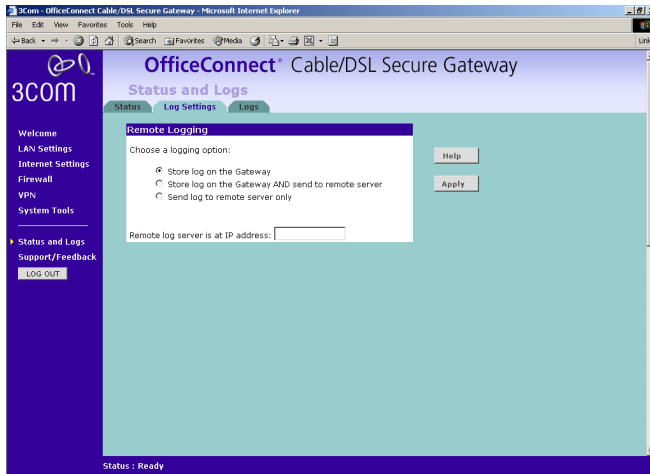 3Com - OfficeConnect Cable/DSL Secure Gateway - Microsoft Internet Explorer
File Edit View Favorites Tools Help
Back Search Favorites Media
3COM
OfficeConnect Cable/DSL Secure Gateway
Status and Logs
Status Log Settings Logs
Welcome
LAN Settings
Internet Settings
Firewall
VPN
System Tools
Status and Logs
Support/Feedback
LOG OUT
Remote Logging
Choose a logging option:
Store log on the Gateway
Store log on the Gateway AND send to remote server
Send log to remote server only
Remote log server is at IP address:
Help
Apply
Status : Ready